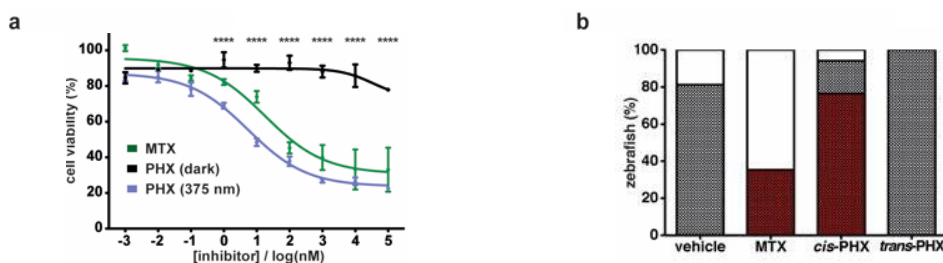 a
**** **** **** **** **** ****
100
80
60
40
20
0
cell viability (%)
MTX
PHX (dark)
PHX (375 nm)
-3 -2 -1 0 1 2 3 4 5
[inhibitor] / log(nM)
b
100
80
60
40
20
0
zebrafish (%)
vehicle MTX cis-PHX trans-PHX